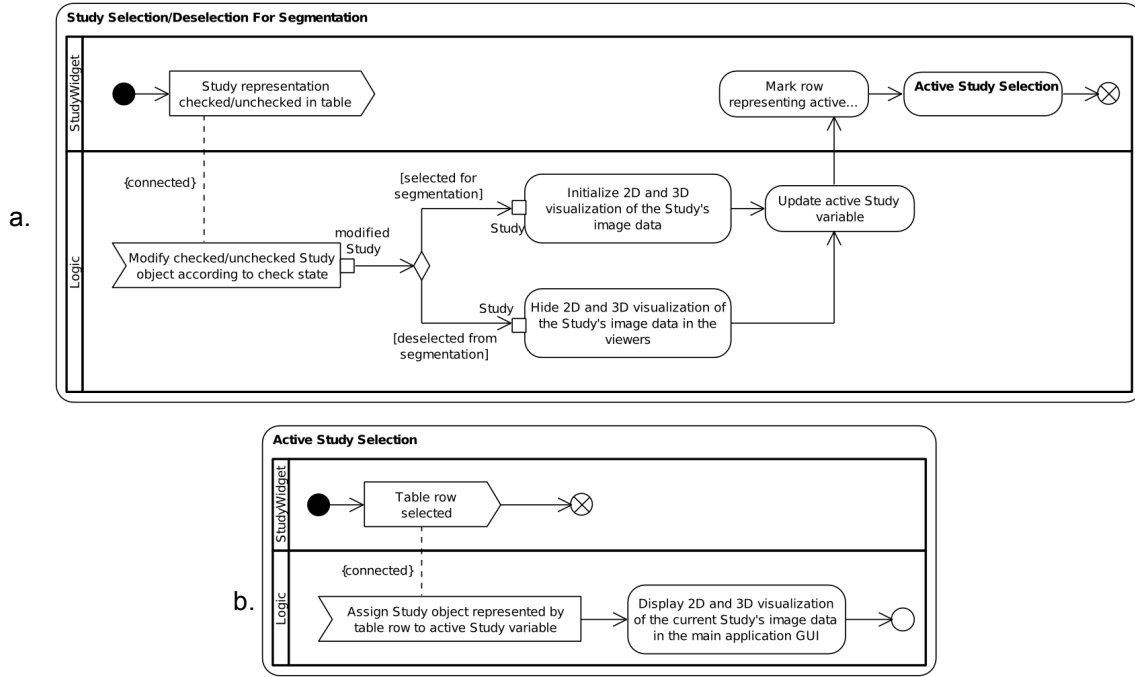 Study Selection/Deselection For Segmentation
StudyWidget
Study representation
checked/unchecked in table
Mark row
representing active...
Active Study Selection
a.
Logic
{connected}
Modify checked/unchecked Study
object according to check state
modified
Study
[selected for
segmentation]
Study
Initialize 2D and 3D
visualization of the Study's
image data
Update active Study
variable
Study
[deselected from
segmentation]
Hide 2D and 3D visualization of
the Study's image data in the
viewers
b.
Active Study Selection
StudyWidget
Table row
selected
Logic
{connected}
Assign Study object represented by
table row to active Study variable
Display 2D and 3D visualization
of the current Study's image data
in the main application GUI